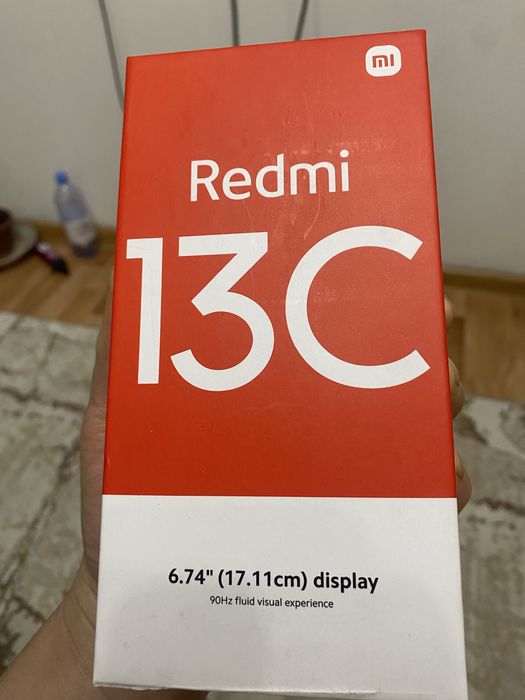 mi
Redmi
13C
6.74" (17.11cm) display
90Hz fluid visual experience